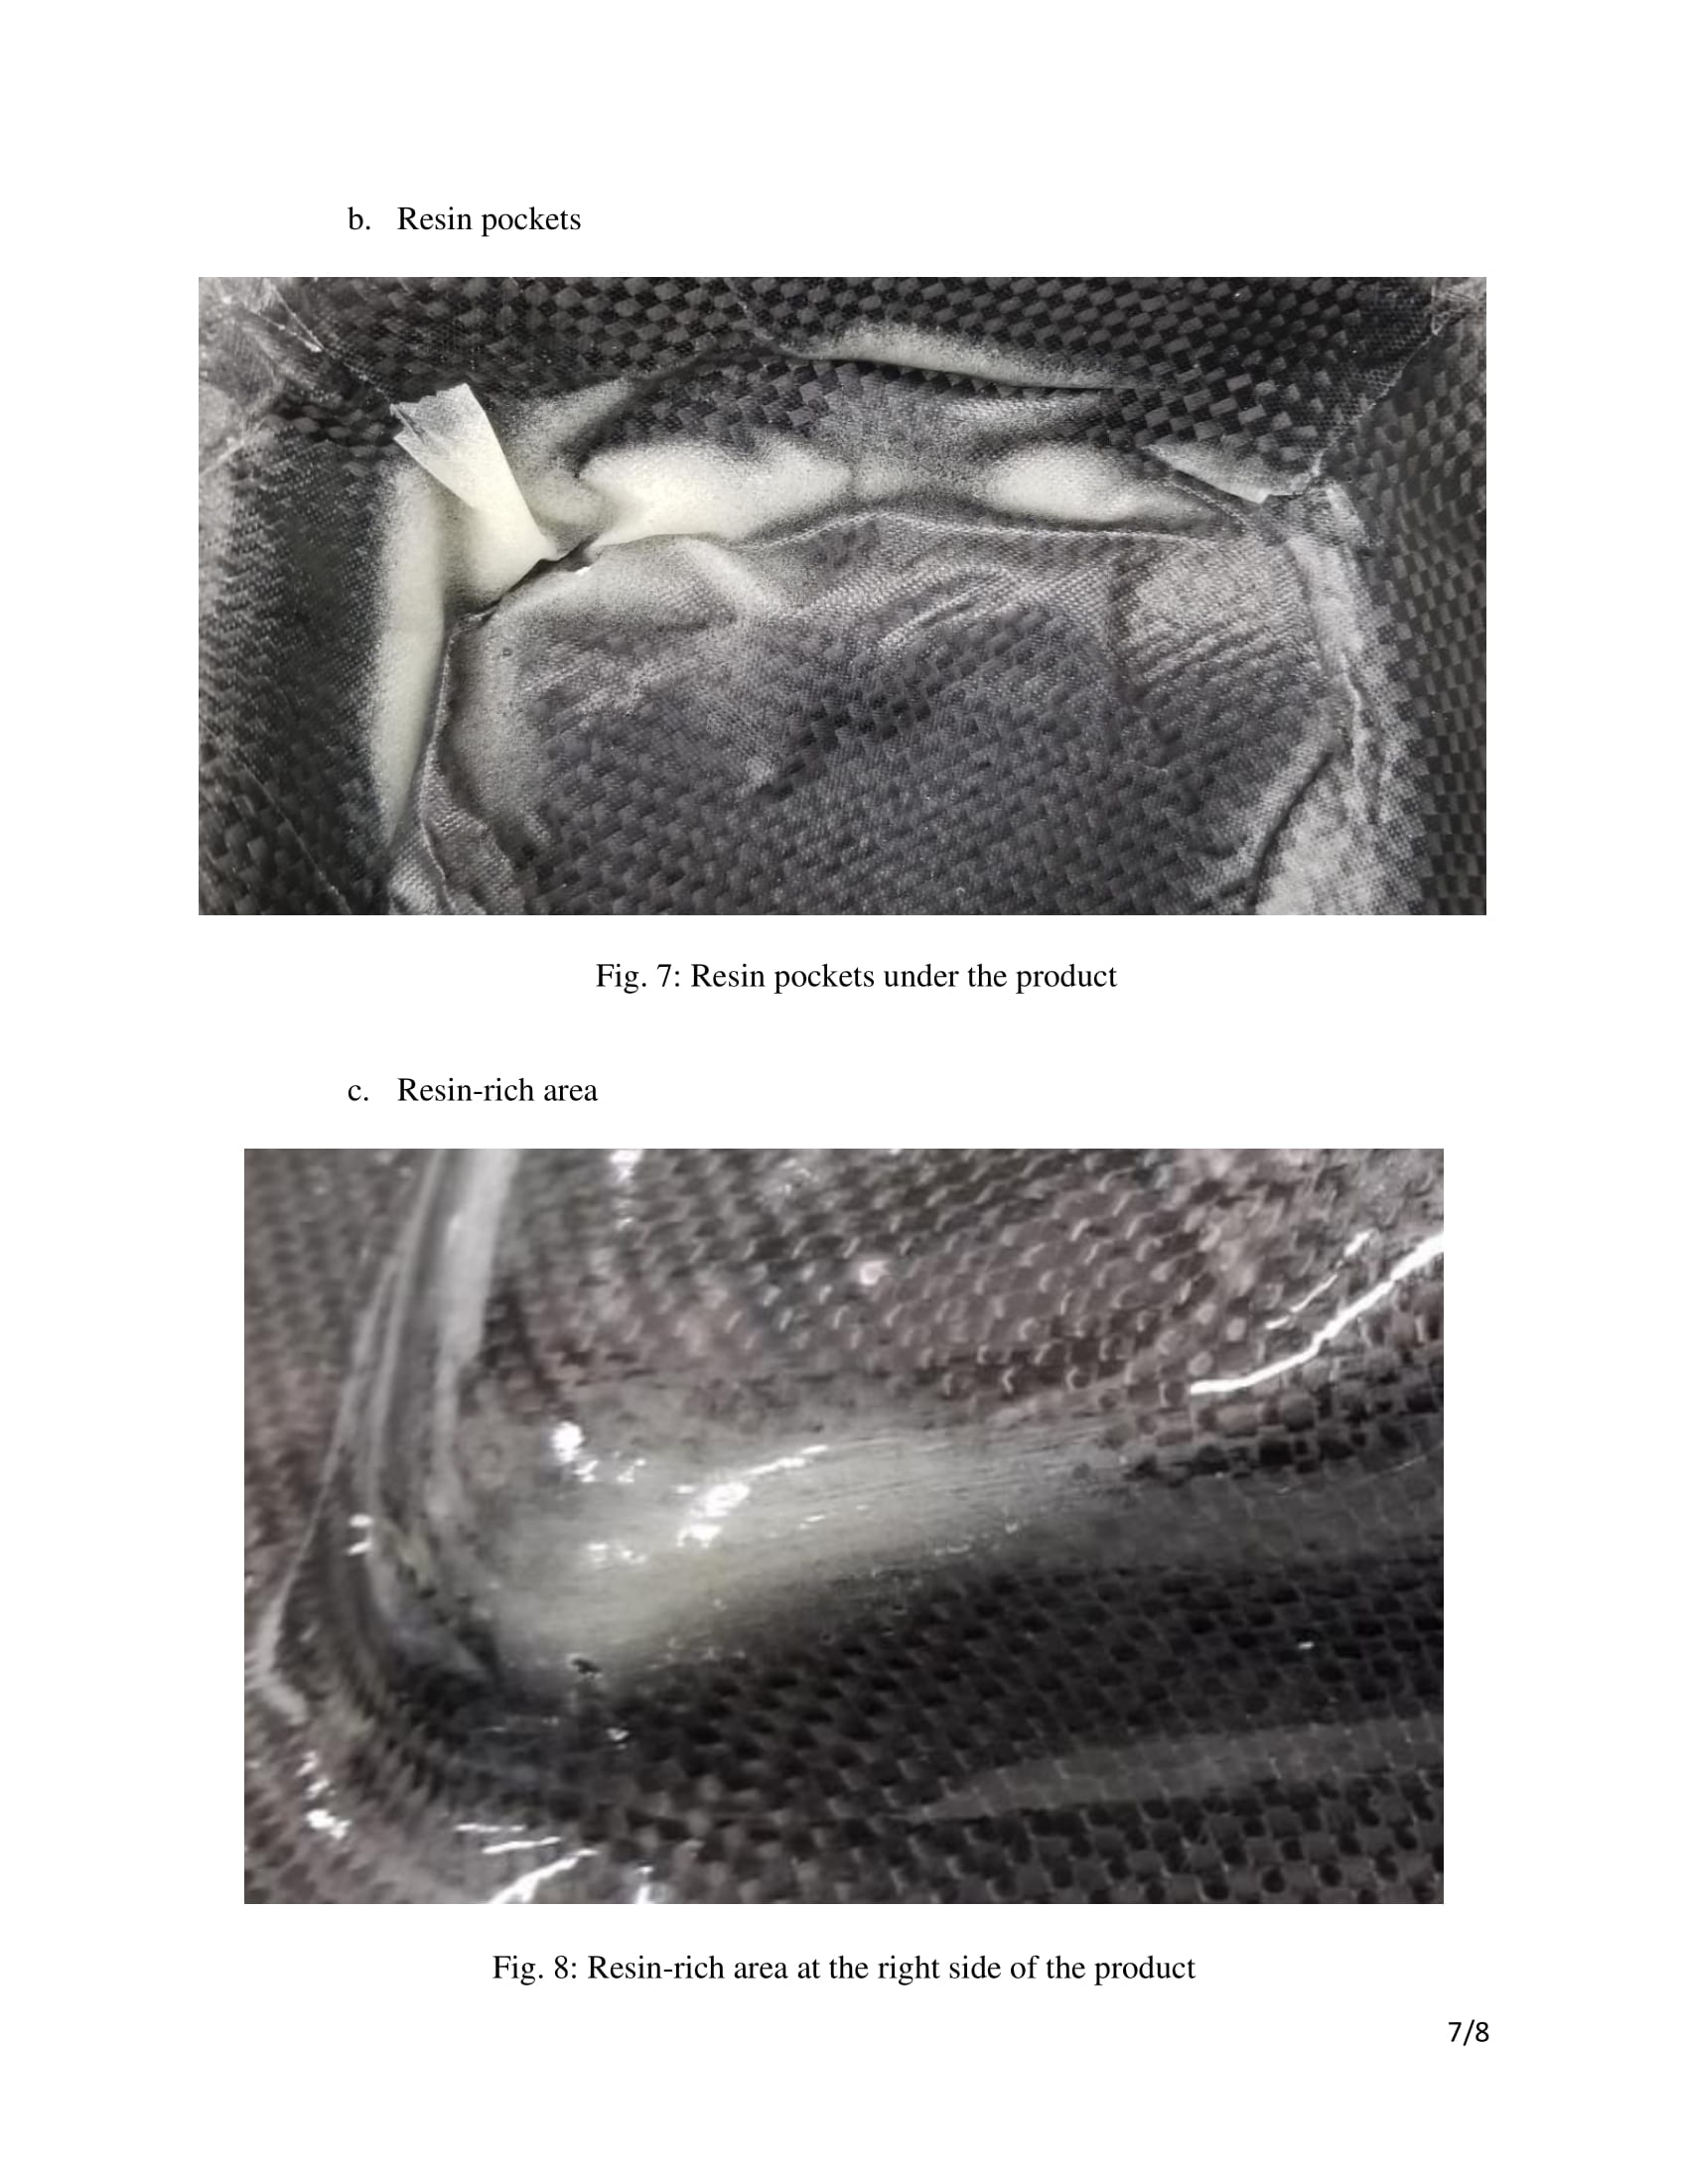 b. Resin pockets
Fig. 7: Resin pockets under the product
c. Resin-rich area
Fig. 8: Resin-rich area at the right side of the product
7/8